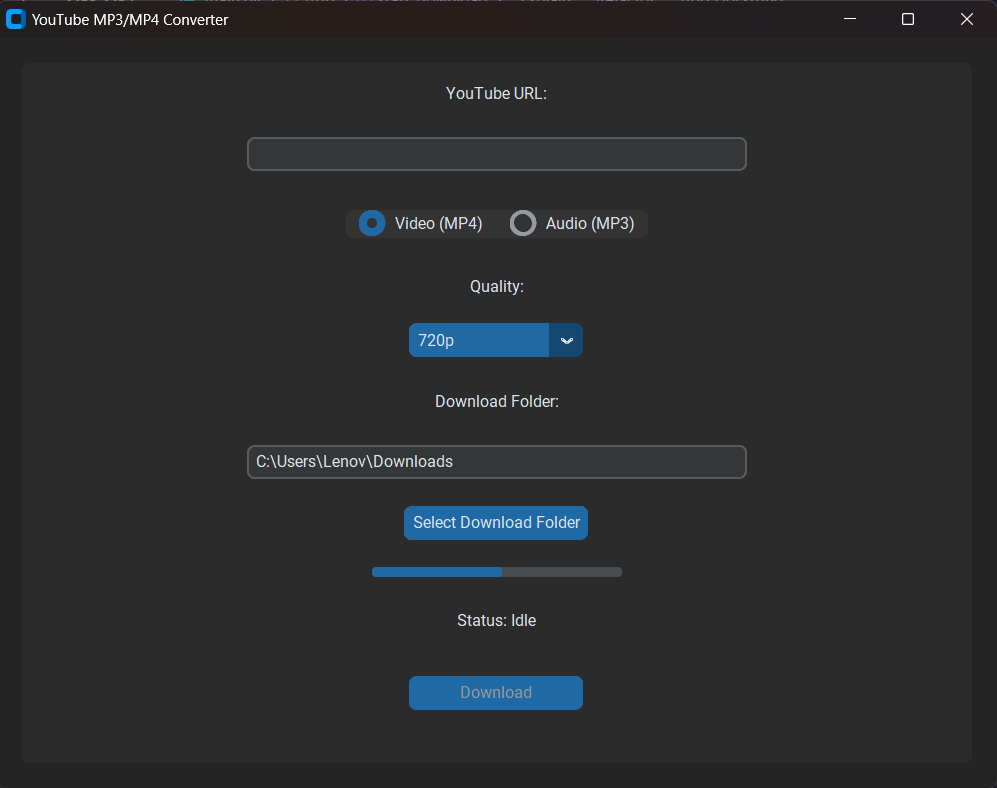 YouTube MP3/MP4 Converter
YouTube URL:
Video (MP4) Audio (MP3)
Quality:
720p
Download Folder:
C:\Users\Lenov\Downloads
Select Download Folder
Status: Idle
Download